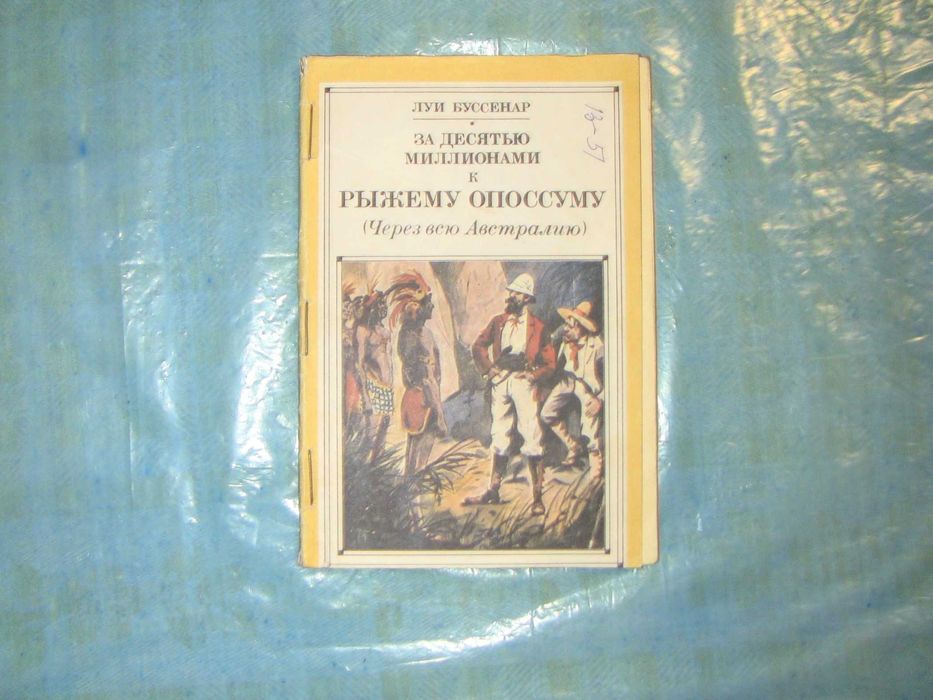 ЛУИ БУССЕНАР
ЗА ДЕСЯТЬЮ
МИЛЛИОНАМИ
К
РЫЖЕМУ ОПОССУМУ
(Через всю Австралию)